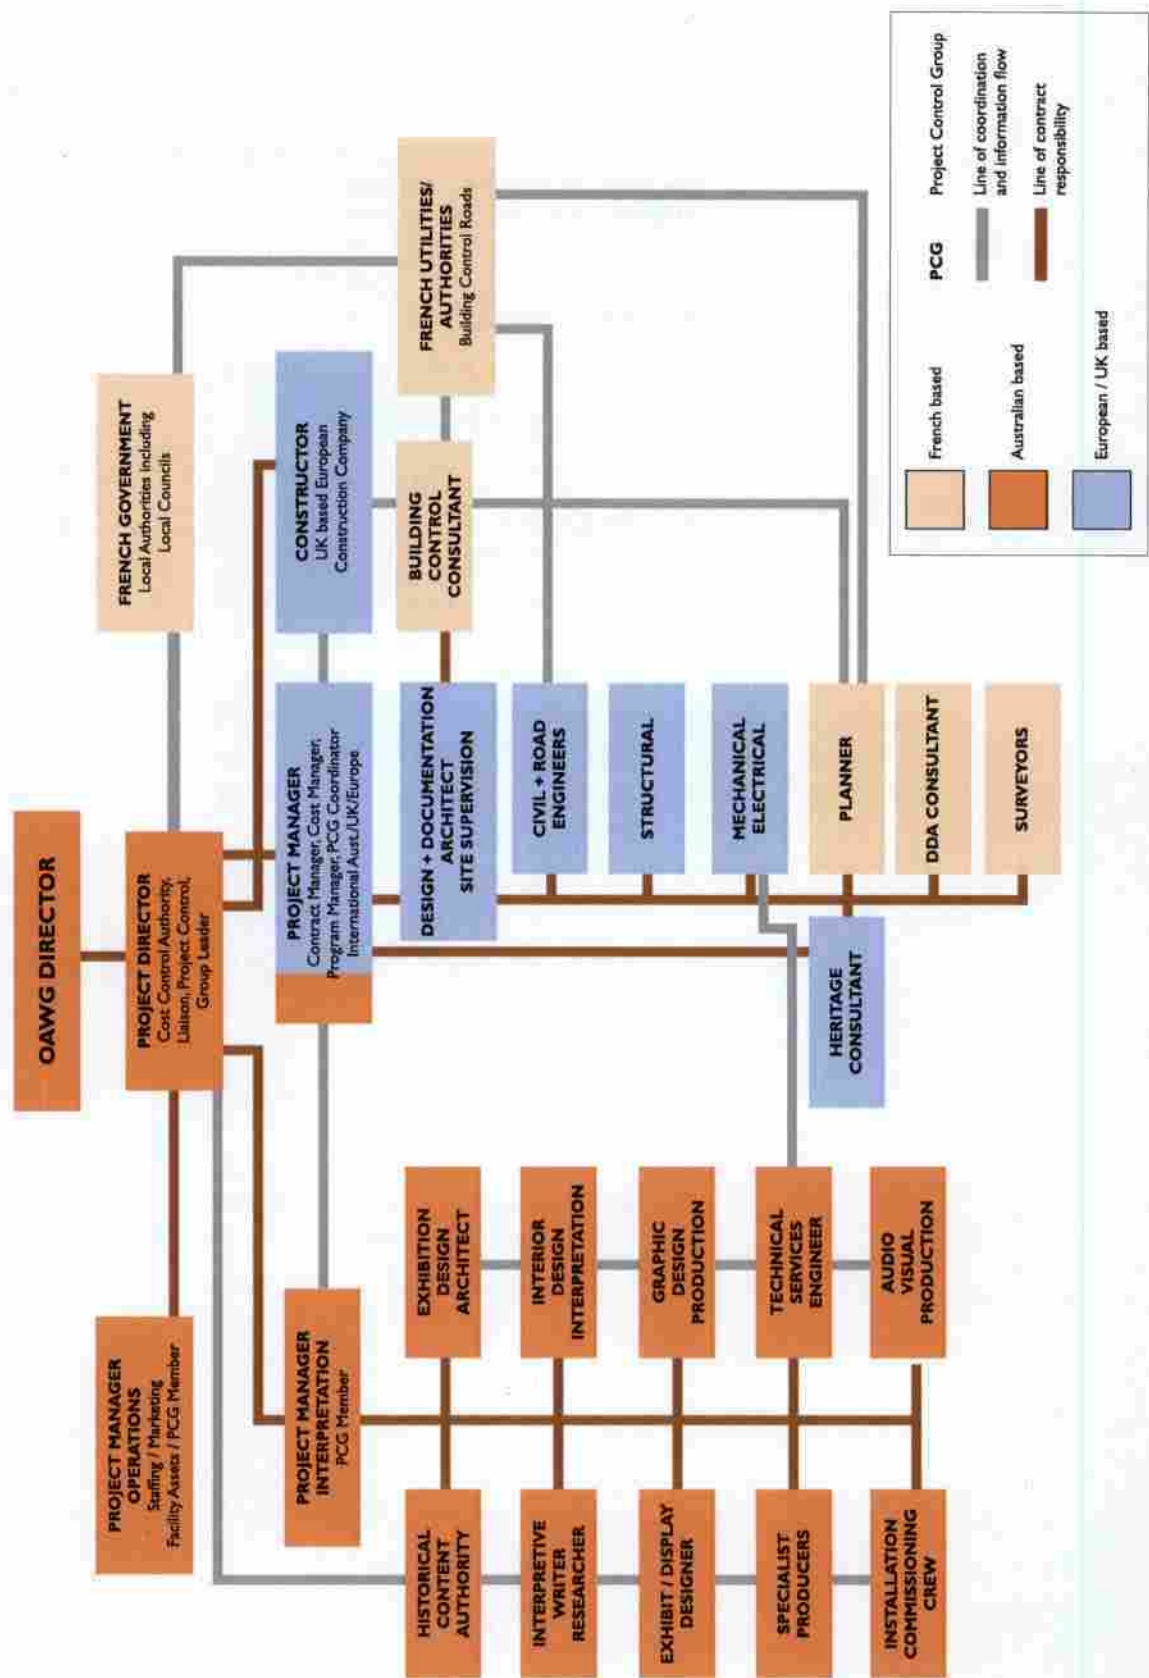 OAWG DIRECTOR
PROJECT MANAGER
OPERATIONS
Staffing / Marketing
Facility Assets / PCG Member
PROJECT DIRECTOR
Cost Control Authority,
Liaison, Project Control,
Group Leader
FRENCH GOVERNMENT
Local Authorities including
Local Councils
PROJECT MANAGER
INTERPRETATION
PCG Member
PROJECT MANAGER
Contract Manager, Cost Manager,
Program Manager, PCG Coordinator
International Aust./UK/Europe
CONSTRUCTOR
UK based European
Construction Company
HISTORICAL
CONTENT
AUTHORITY
EXHIBITION
DESIGN
ARCHITECT
DESIGN + DOCUMENTATION
ARCHITECT
SITE SUPERVISION
BUILDING
CONTROL
CONSULTANT
FRENCH UTILITIES/
AUTHORITIES
Building Control Roads
INTERPRETIVE
WRITER
RESEARCHER
INTERIOR
DESIGN
INTERPRETATION
CIVIL + ROAD
ENGINEERS
EXHIBIT / DISPLAY
DESIGNER
GRAPHIC
DESIGN
PRODUCTION
STRUCTURAL
SPECIALIST
PRODUCERS
TECHNICAL
SERVICES
ENGINEER
MECHANICAL
ELECTRICAL
HERITAGE
CONSULTANT
PLANNER
INSTALLATION
COMMISSIONING
CREW
AUDIO
VISUAL
PRODUCTION
DDA CONSULTANT
SURVEYORS
French based
Australian based
European / UK based
PCG Project Control Group
Line of coordination
and information flow
Line of contract
responsibility